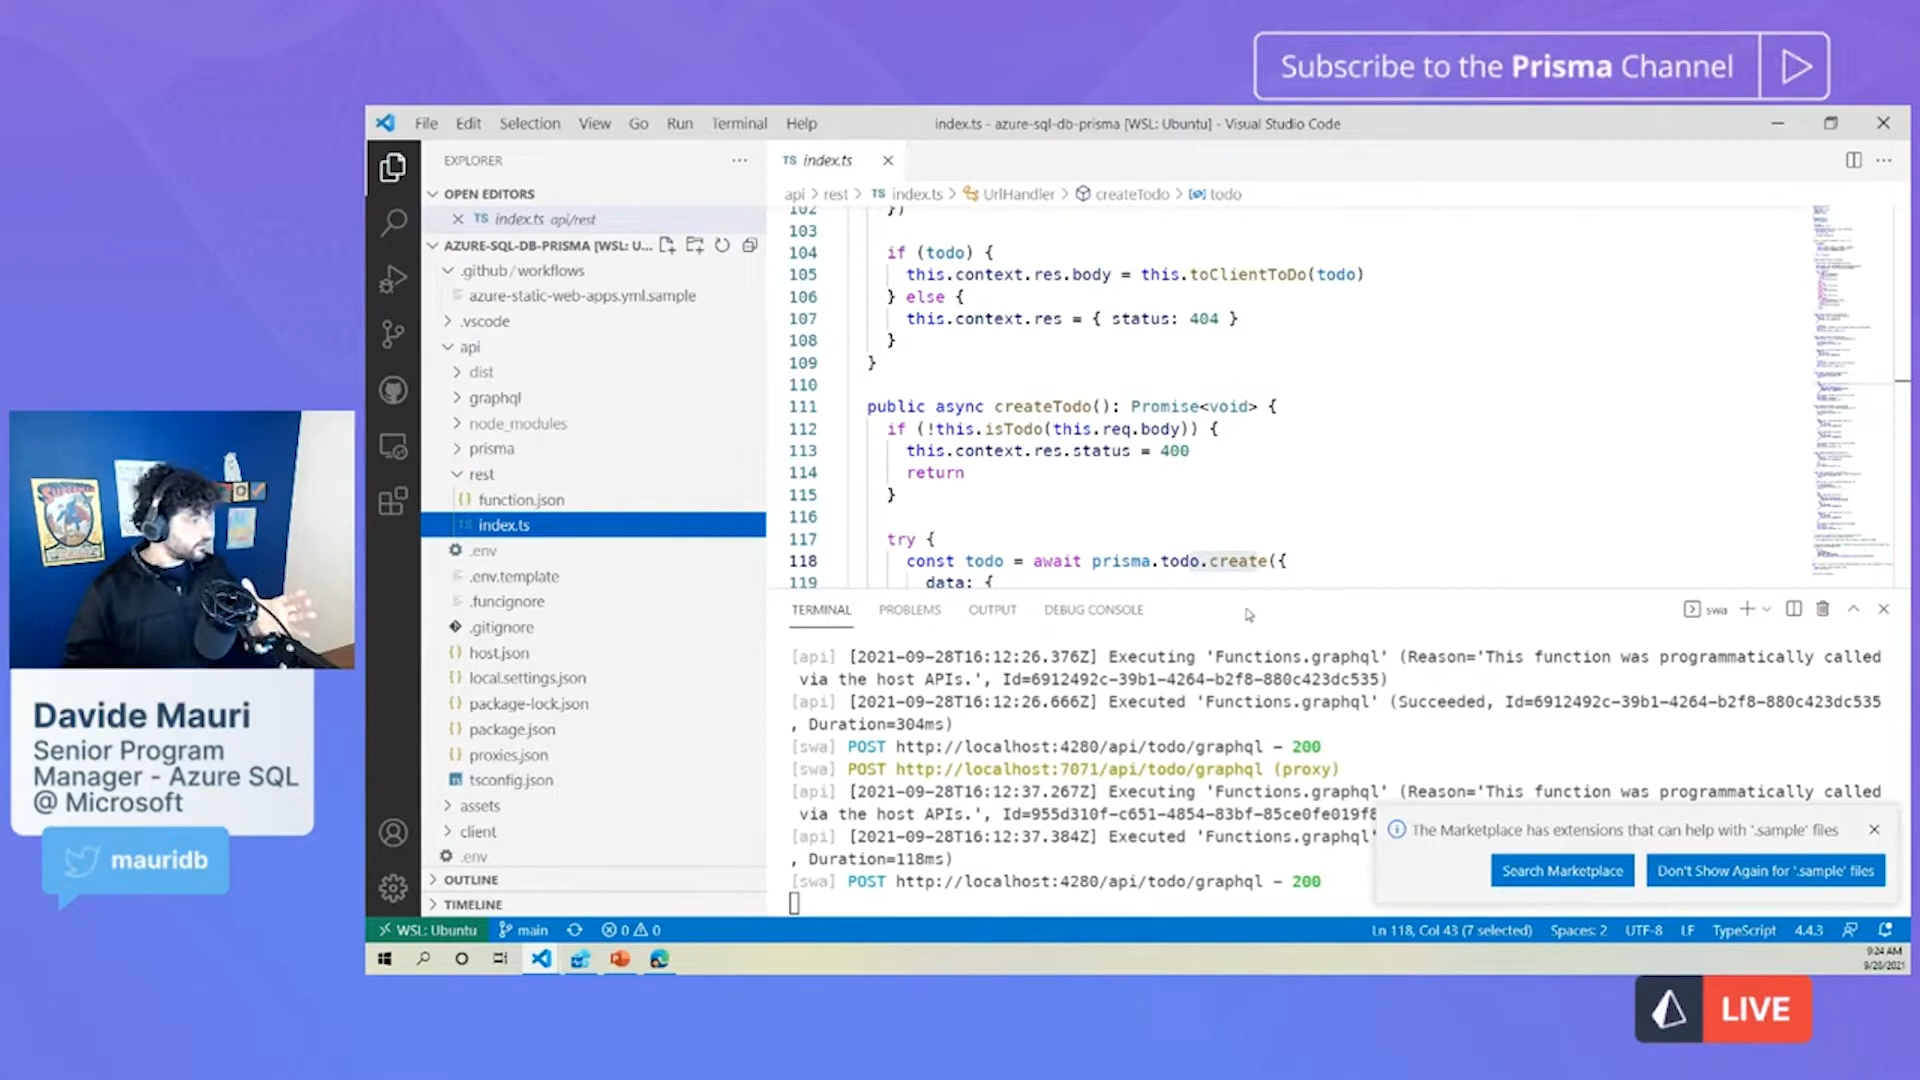 Subscribe to the Prisma Channel
File Edit Selection View Go Run Terminal Help
index.ts - azure-sql-db-prisma [WSL: Ubuntu] - Visual Studio Code
EXPLORER
OPEN EDITORS
TS index.ts api/rest
AZURE-SQL-DB-PRISMA [WSL: U...
.github/workflows
azure-static-web-apps.yml.sample
.vscode
api
dist
graphql
node_modules
prisma
rest
function.json
TS index.ts
.env
.env.template
.funcignore
.gitignore
host.json
local.settings.json
package-lock.json
package.json
proxies.json
tsconfig.json
assets
client
.env
OUTLINE
TIMELINE
TS index.ts
api > rest > TS index.ts > UrlHandler > createTodo > todo
102 })
103
104 if (todo) {
105 this.context.res.body = this.toClientToDo(todo)
106 } else {
107 this.context.res = { status: 404 }
108 }
109 }
110
111 public async createTodo(): Promise<void> {
112 if (!this.isTodo(this.req.body)) {
113 this.context.res.status = 400
114 return
115 }
116
117 try {
118 const todo = await prisma.todo.create({
119 data: {
TERMINAL PROBLEMS OUTPUT DEBUG CONSOLE
swa
[api] [2021-09-28T16:12:26.376Z] Executing 'Functions.graphql' (Reason='This function was programmatically called
via the host APIs.', Id=6912492c-39b1-4264-b2f8-880c423dc535)
[api] [2021-09-28T16:12:26.666Z] Executed 'Functions.graphql' (Succeeded, Id=6912492c-39b1-4264-b2f8-880c423dc535
, Duration=304ms)
[swa] POST http://localhost:4280/api/todo/graphql - 200
[swa] POST http://localhost:7071/api/todo/graphql (proxy)
[api] [2021-09-28T16:12:37.267Z] Executing 'Functions.graphql' (Reason='This function was programmatically called
via the host APIs.', Id=955d310f-c651-4854-83bf-85ce0fe019f8
[api] [2021-09-28T16:12:37.384Z] Executed 'Functions.graphql'
, Duration=118ms)
[swa] POST http://localhost:4280/api/todo/graphql - 200
The Marketplace has extensions that can help with '.sample' files
Search Marketplace
Don't Show Again for '.sample' files
WSL: Ubuntu main 0 0
Ln 118, Col 43 (7 selected) Spaces: 2 UTF-8 LF TypeScript 4.4.3
9:24 AM
9/28/2021
Davide Mauri
Senior Program
Manager - Azure SQL
@ Microsoft
mauridb
LIVE